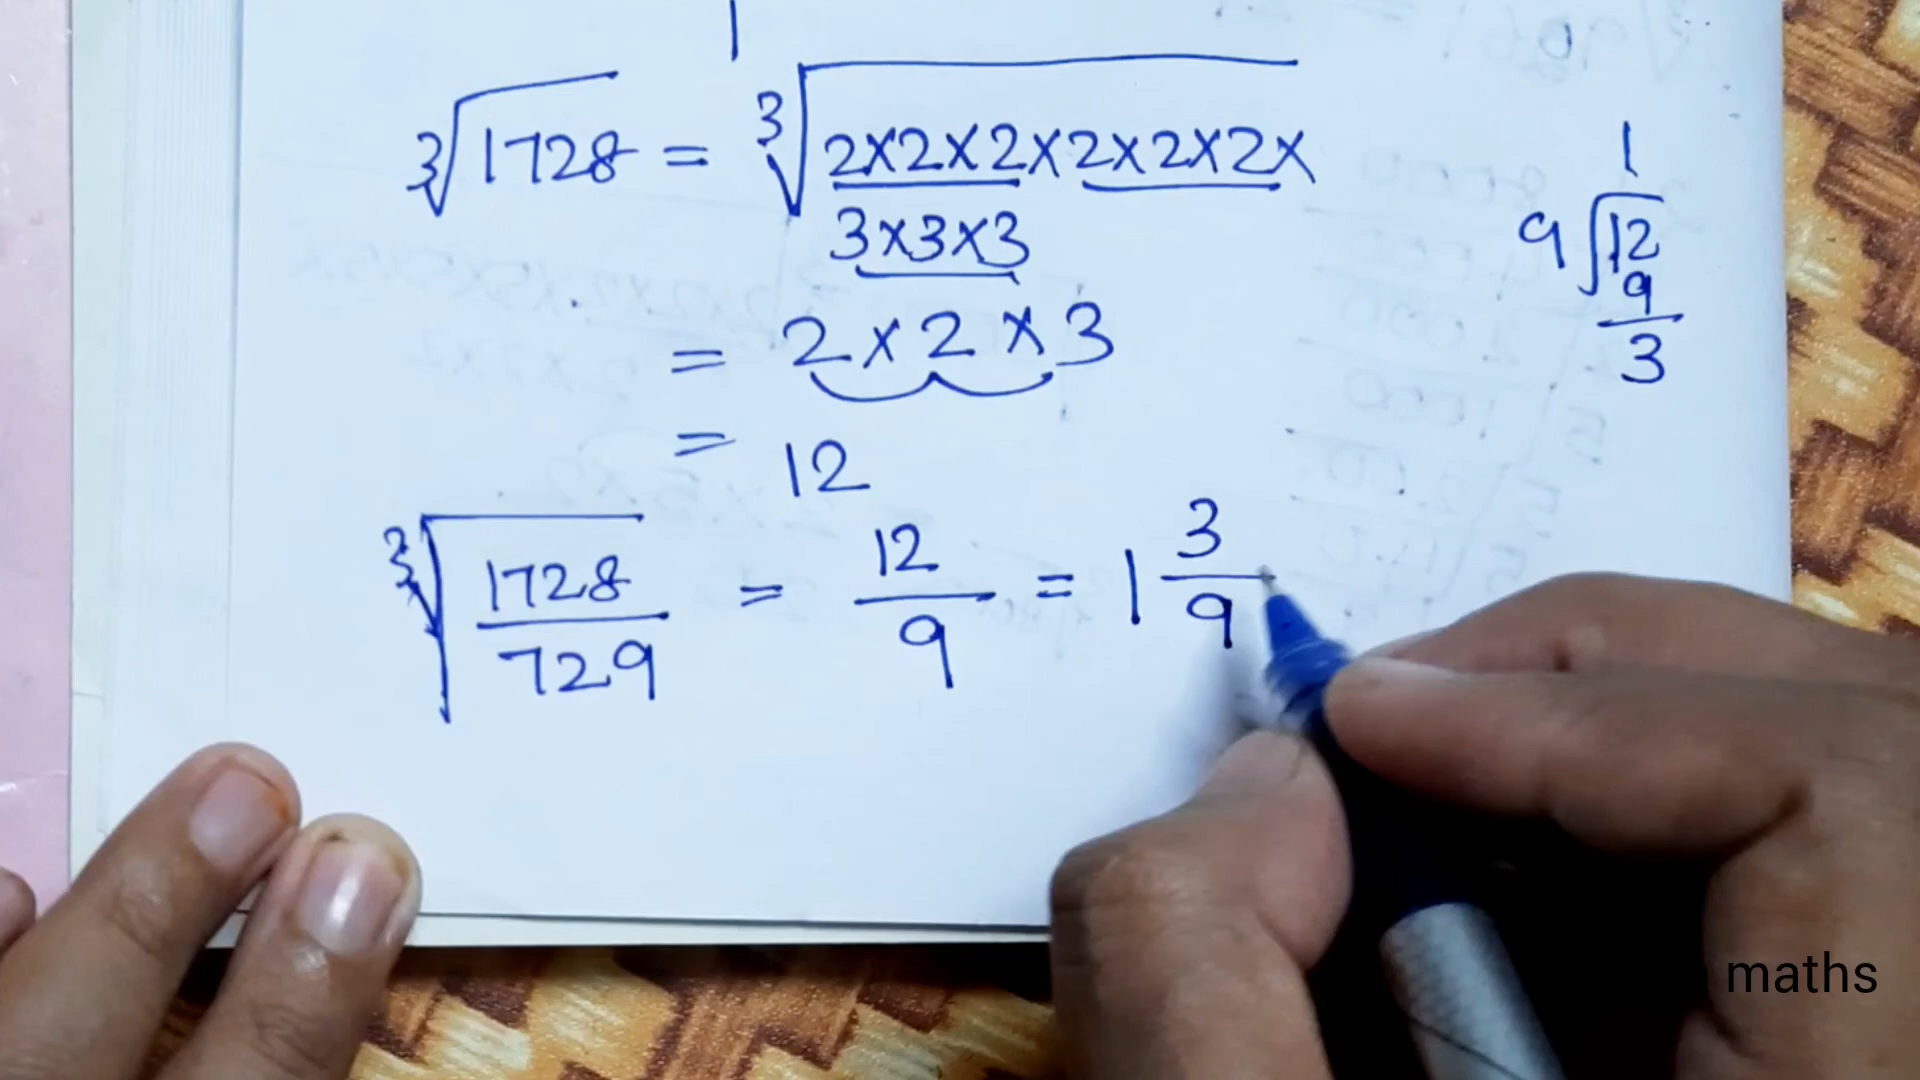 ∛1728 = ∛2×2×2×2×2×2×
3×3×3
= 2×2×3
= 12
∛(1728/729) = 12/9 = 1 3/9
1
9√12
9
3
maths